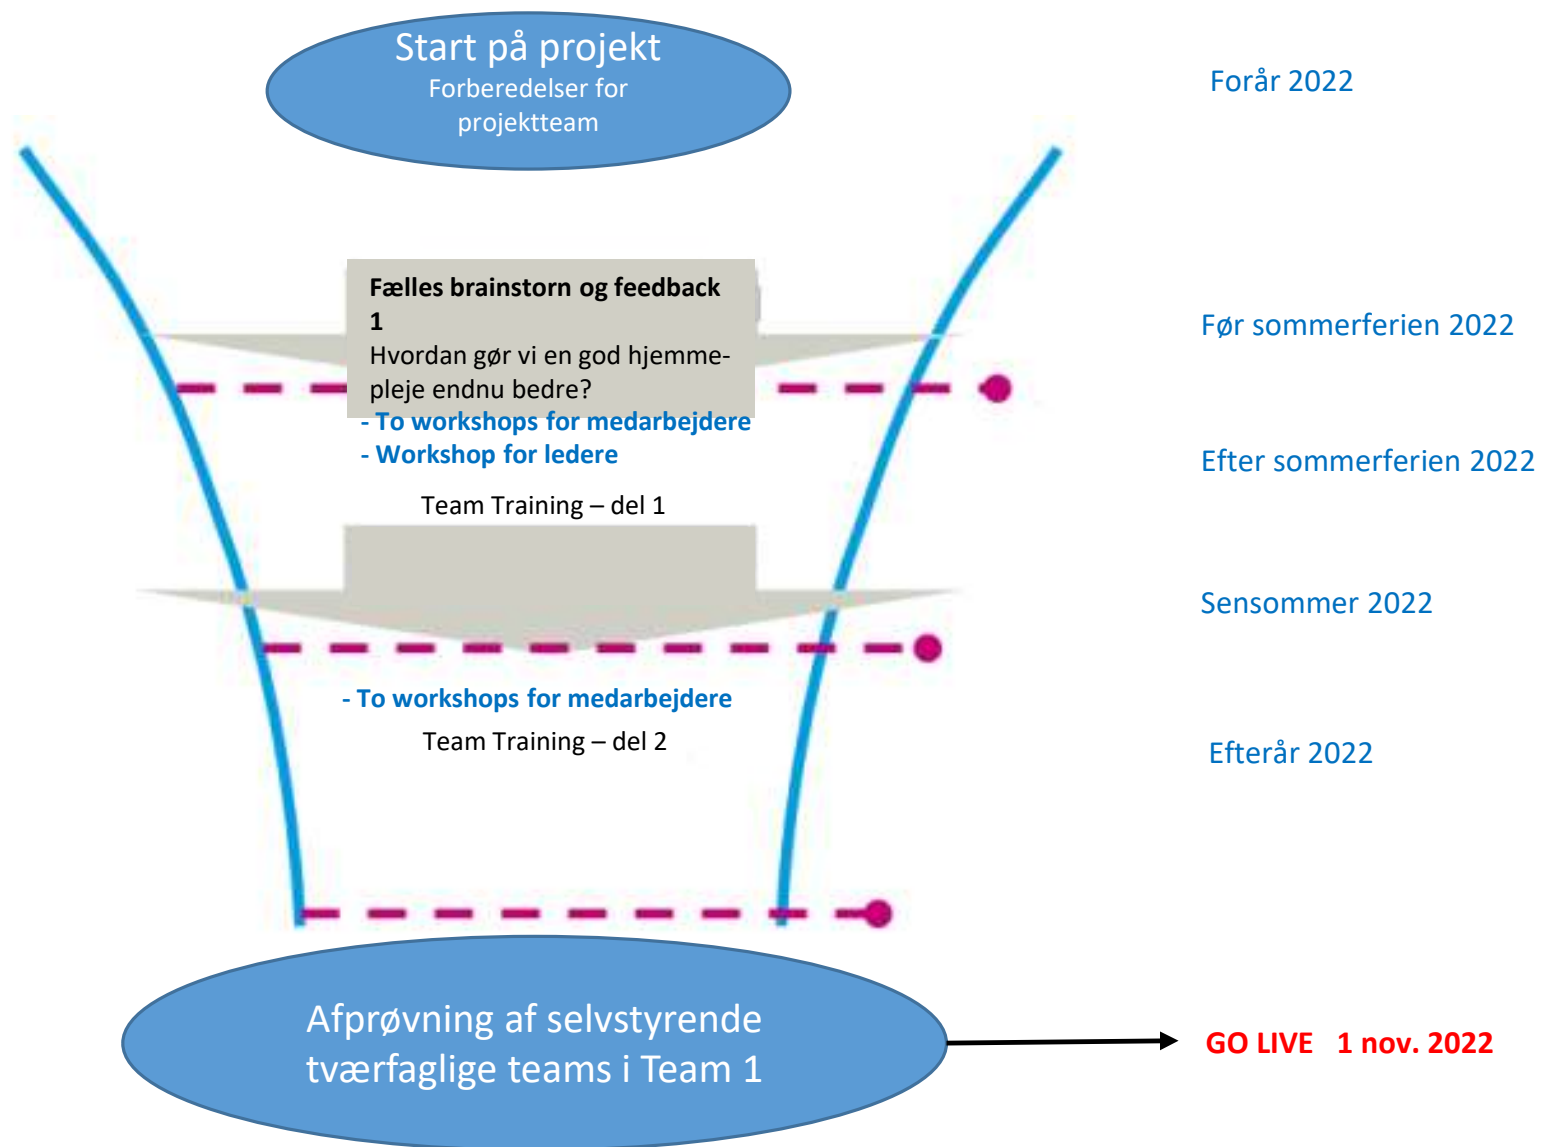 Start på projekt
Forberedelser for
projektteam
Forår 2022
Fælles brainstorn og feedback
1
Hvordan gør vi en god hjemme-
pleje endnu bedre?
Før sommerferien 2022
- To workshops for medarbejdere
- Workshop for ledere
Efter sommerferien 2022
Team Training – del 1
Sensommer 2022
- To workshops for medarbejdere
Team Training – del 2
Efterår 2022
Afprøvning af selvstyrende
tværfaglige teams i Team 1
GO LIVE 1 nov. 2022